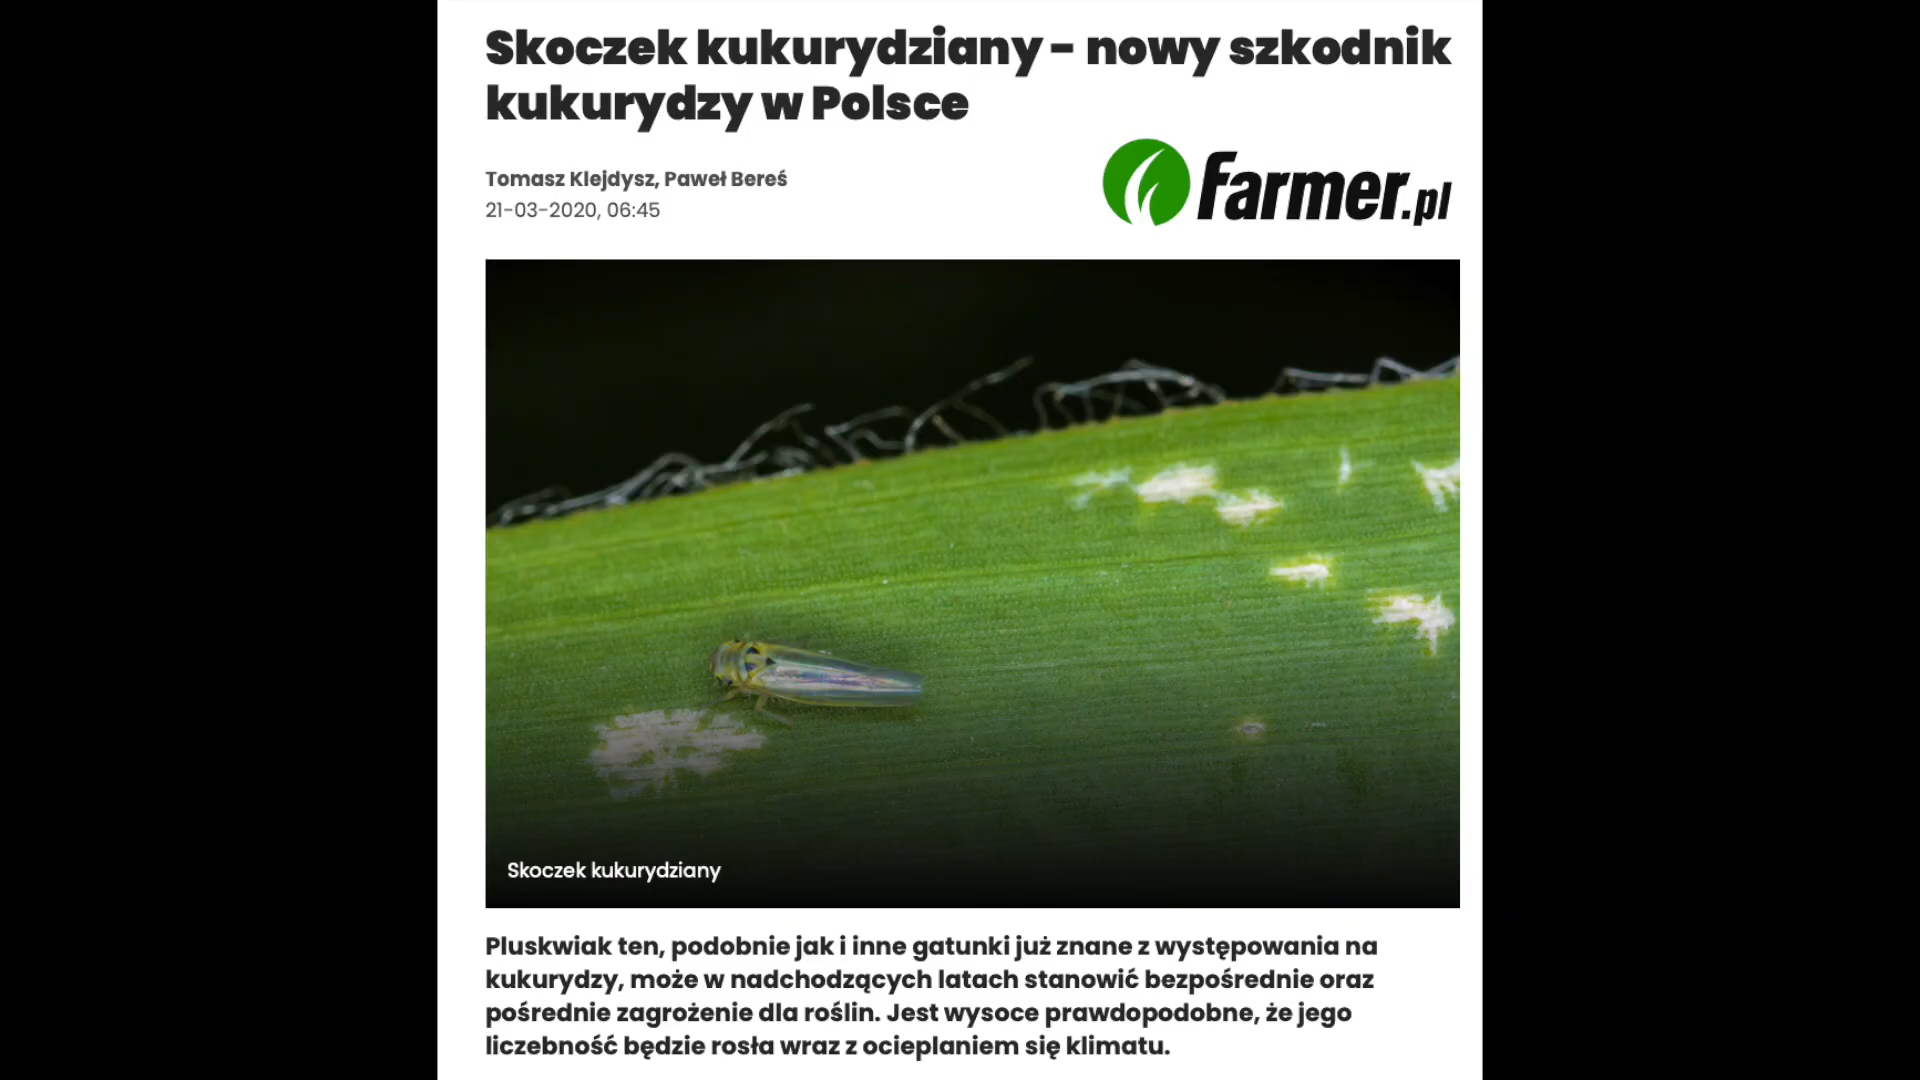 Skoczek kukurydziany - nowy szkodnik
kukurydzy w Polsce
Tomasz Klejdysz, Paweł Bereś
21-03-2020, 06:45
farmer.pl
Skoczek kukurydziany
Pluskwiak ten, podobnie jak i inne gatunki już znane z występowania na
kukurydzy, może w nadchodzących latach stanowić bezpośrednie oraz
pośrednie zagrożenie dla roślin. Jest wysoce prawdopodobne, że jego
liczebność będzie rosła wraz z ociepleniem się klimatu.